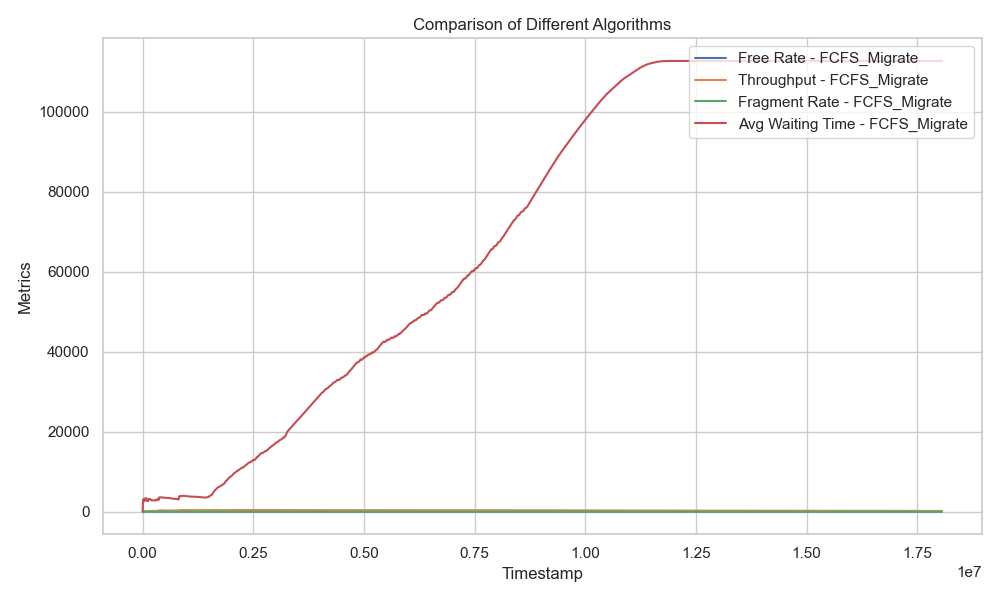 Comparison of Different Algorithms
Free Rate - FCFS_Migrate
Throughput - FCFS_Migrate
Fragment Rate - FCFS_Migrate
Avg Waiting Time - FCFS_Migrate
Metrics
100000
80000
60000
40000
20000
0
0.00 0.25 0.50 0.75 1.00 1.25 1.50 1.75
1e7
Timestamp